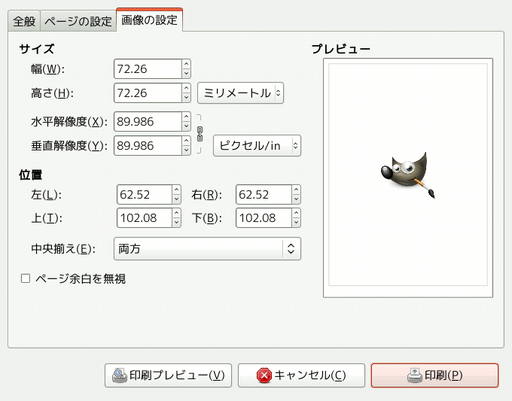 全般 ページの設定 画像の設定
サイズ
幅(W): 72.26
高さ(H): 72.26 ミリメートル
水平解像度(X): 89.986
垂直解像度(Y): 89.986 ピクセル/in
位置
左(L): 62.52 右(R): 62.52
上(T): 102.08 下(B): 102.08
中央揃え(E): 両方
ページ余白を無視
プレビュー
印刷プレビュー(V) キャンセル(C) 印刷(P)